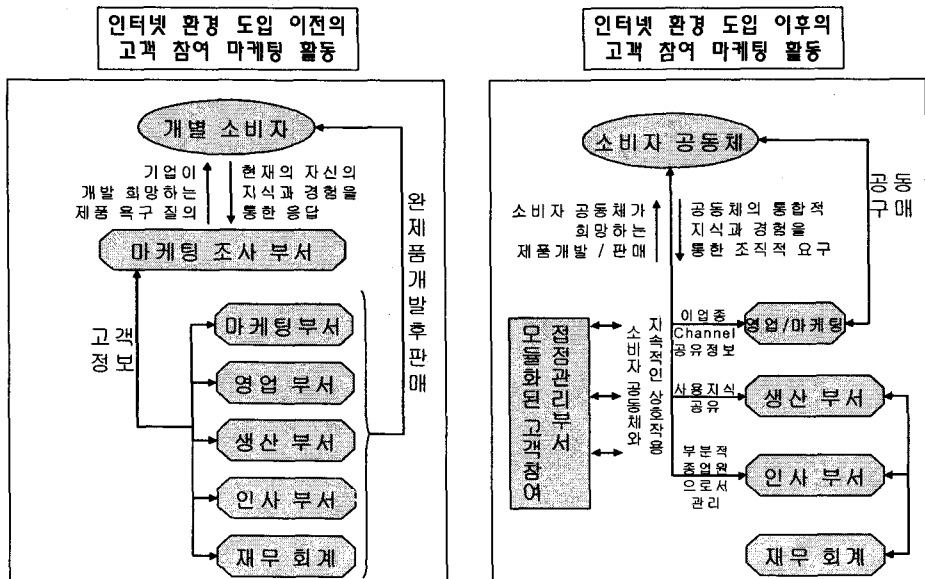 인터넷 환경 도입 이전의
고객 참여 마케팅 활동
개별 소비자
기업이
개발 희망하는
제품 욕구 질의
현재의 자신의
지식과 경험을
통한 응답
마케팅 조사 부서
완제품개발후판매
고객
정보
마케팅부서
영업 부서
생산 부서
인사 부서
재무 회계
인터넷 환경 도입 이후의
고객 참여 마케팅 활동
소비자 공동체
공동
구매
소비자 공동체가
희망하는
제품개발 / 판매
공동체의 통합적
지식과 경험을
통한 조직적 요구
모듈화된 고객참여
접점관리부서
소비자 공동체와
지속적인 상호작용
이업종
Channel
공유정보
영업/마케팅
사용지식
공유
생산 부서
부분적
종업원
으로서
관리
인사 부서
재무 회계